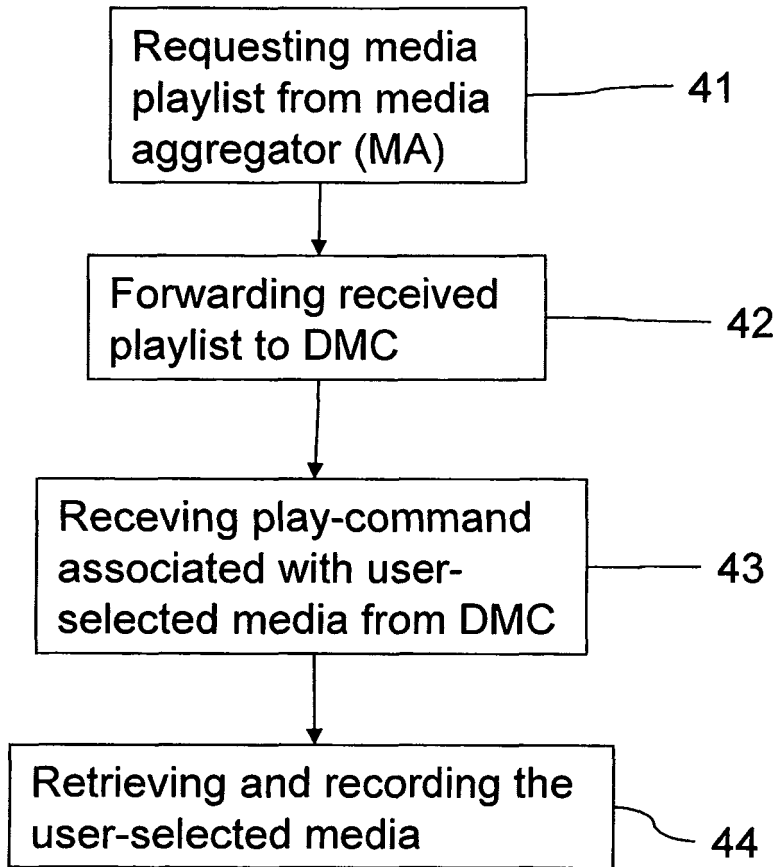 Requesting media
playlist from media
aggregator (MA)
41
Forwarding received
playlist to DMC
42
Receving play-command
associated with user-
selected media from DMC
43
Retrieving and recording the
user-selected media
44